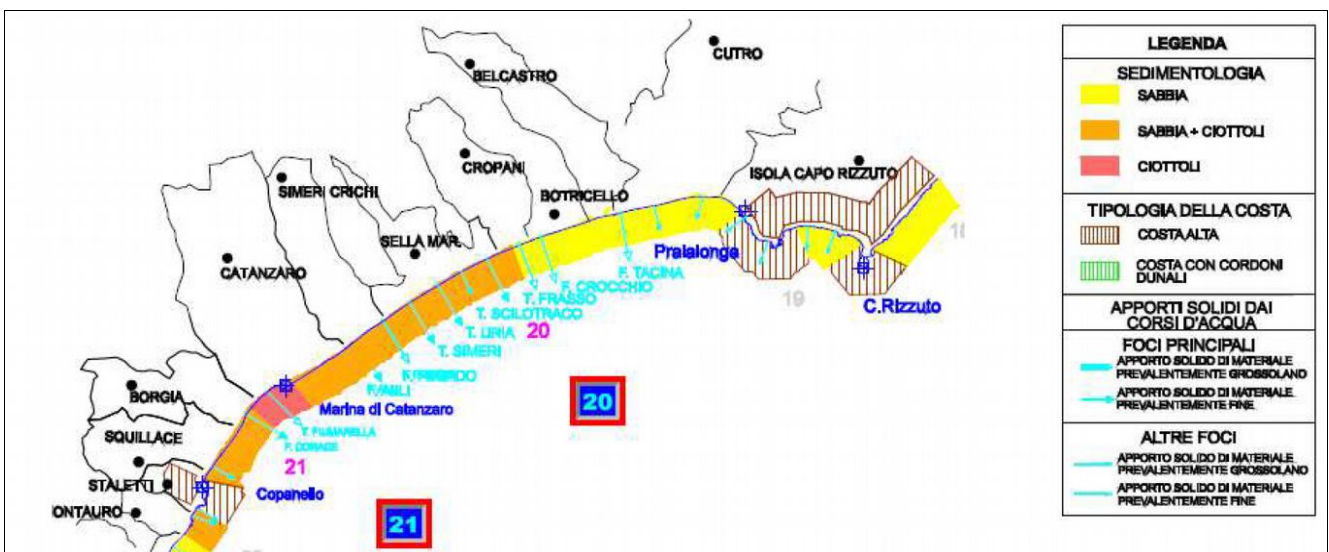 CUTRO
BELCASTRO
CROPANI
ISOLA CAPO RIZZUTO
SIMERI CRICHI
BOTRICELLO
SELLA MAR.
CATANZARO
Praialonga
F. TACINA
F. CROCCHIO
T. FRASSO
T. SCILOTRACO
T. URIA
T. SIMERI
19
C.Rizzuto
20
20
BORGIA
Marina di Catanzaro
T. FIUMARELLA
F. CORACE
SQUILLACE
STALETTI
21
Copanello
ONTAURO
21
LEGENDA
SEDIMENTOLOGIA
SABBIA
SABBIA + CIOTTOLI
CIOTTOLI
TIPOLOGIA DELLA COSTA
COSTA ALTA
COSTA CON CORDONI
DUNALI
APPORTI SOLIDI DAI
CORSI D'ACQUA
FOCI PRINCIPALI
APPORTO SOLIDO DI MATERIALE
PREVALENTEMENTE GROSSOLANO
APPORTO SOLIDO DI MATERIALE
PREVALENTEMENTE FINE
ALTRE FOCI
APPORTO SOLIDO DI MATERIALE
PREVALENTEMENTE GROSSOLANO
APPORTO SOLIDO DI MATERIALE
PREVALENTEMENTE FINE